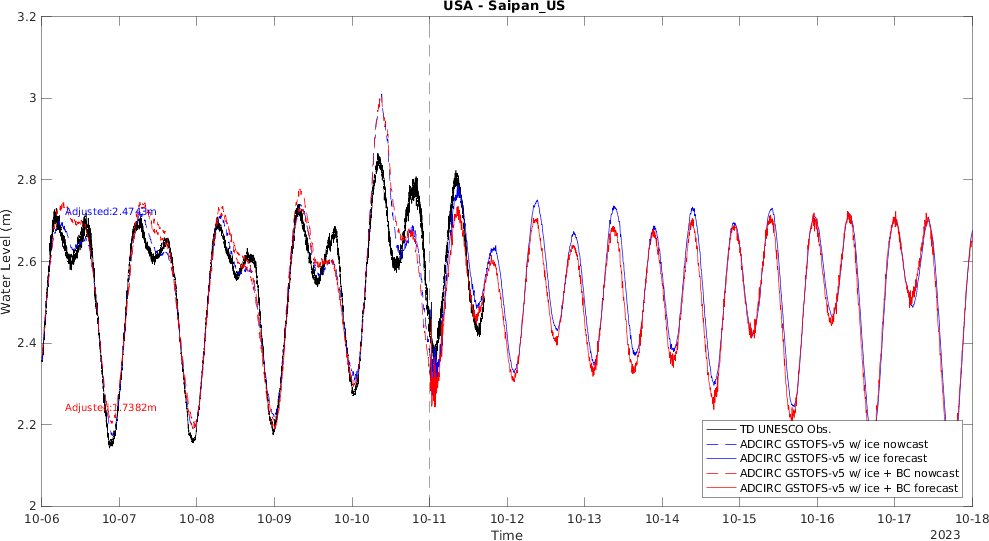 USA - Saipan_US
3.2
3
2.8
2.6
2.4
2.2
2
Water Level (m)
Adjusted:2.4743m
Adjusted:1.7382m
TD UNESCO Obs.
ADCIRC GSTOFS-v5 w/ ice nowcast
ADCIRC GSTOFS-v5 w/ ice forecast
ADCIRC GSTOFS-v5 w/ ice + BC nowcast
ADCIRC GSTOFS-v5 w/ ice + BC forecast
10-06 10-07 10-08 10-09 10-10 10-11 10-12 10-13 10-14 10-15 10-16 10-17 10-18
Time
2023